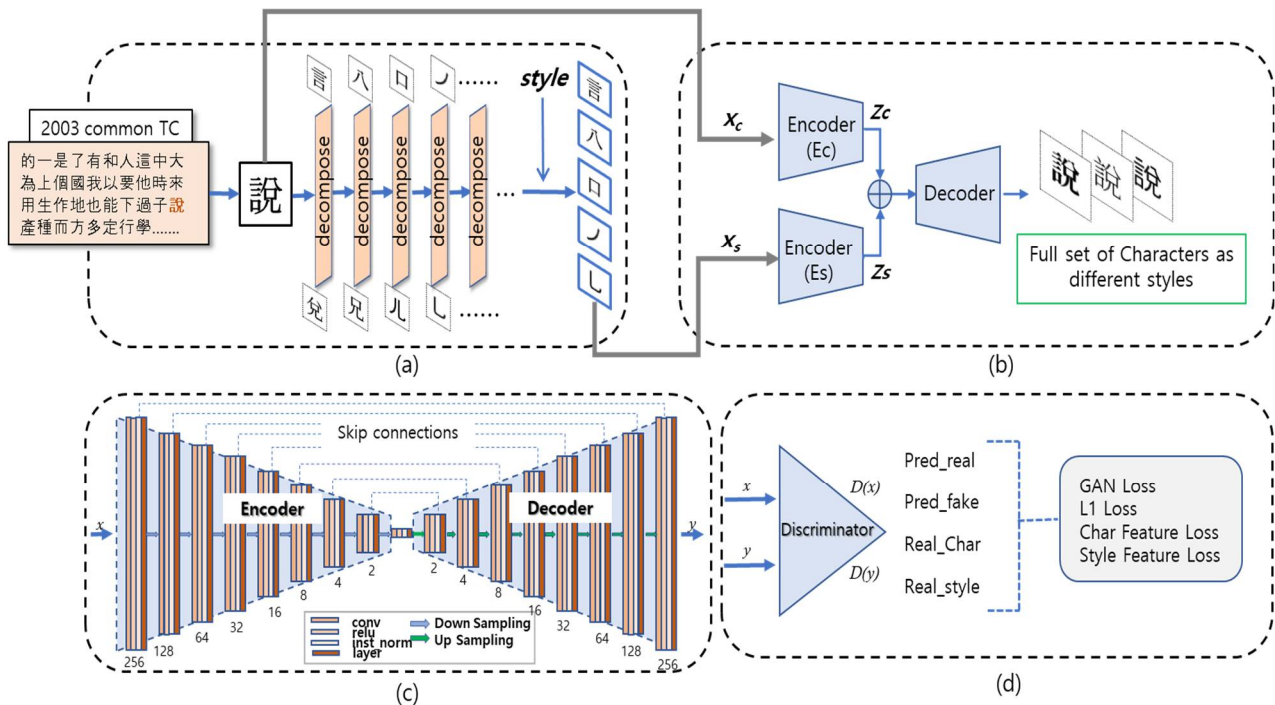 2003 common TC
的一是了有和人這中大
為上個國我以要他時來
用生作地也能下過子說
產種而方多定行學.......
說
言 八 口 ノ ......
decompose
decompose
decompose
decompose
decompose
...
兌 兄 儿 乚 ......
style
言
八
口
ノ
乚
(a)
Xc
Encoder
(Ec)
Zc
Xs
Encoder
(Es)
Zs
Decoder
說 說 說
Full set of Characters as
different styles
(b)
Skip connections
x
Encoder
Decoder
y
256 128 64 32 16 8 4 2 2 4 8 16 32 64 128 256
conv
relu
inst_norm
layer
Down Sampling
Up Sampling
(c)
x
y
Discriminator
D(x)
D(y)
Pred_real
Pred_fake
Real_Char
Real_style
GAN Loss
L1 Loss
Char Feature Loss
Style Feature Loss
(d)